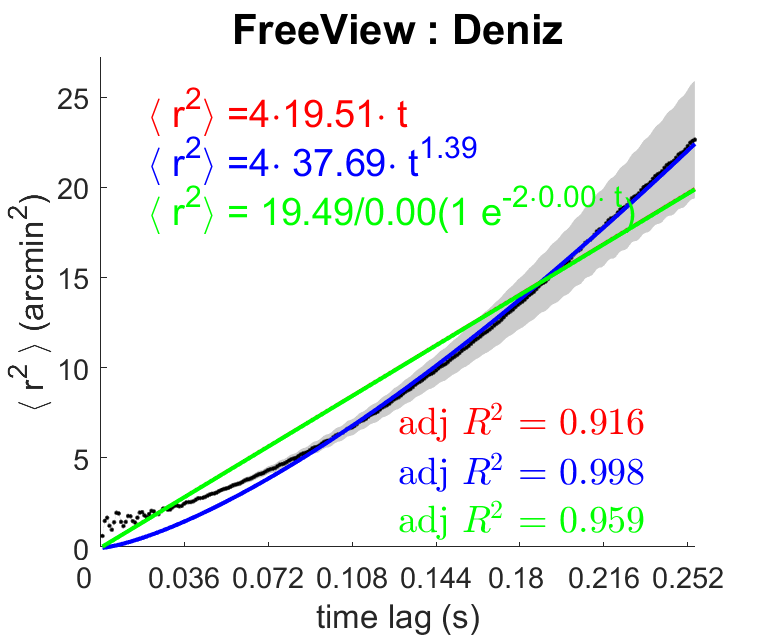 FreeView : Deniz
⟨ r²⟩ =4·19.51· t
⟨ r²⟩ =4· 37.69· t^1.39
⟨ r²⟩ = 19.49/0.00(1 e^-2·0.00· t)
⟨ r² ⟩ (arcmin²)
25
20
15
10
5
0
adj R² = 0.916
adj R² = 0.998
adj R² = 0.959
0 0.036 0.072 0.108 0.144 0.18 0.216 0.252
time lag (s)